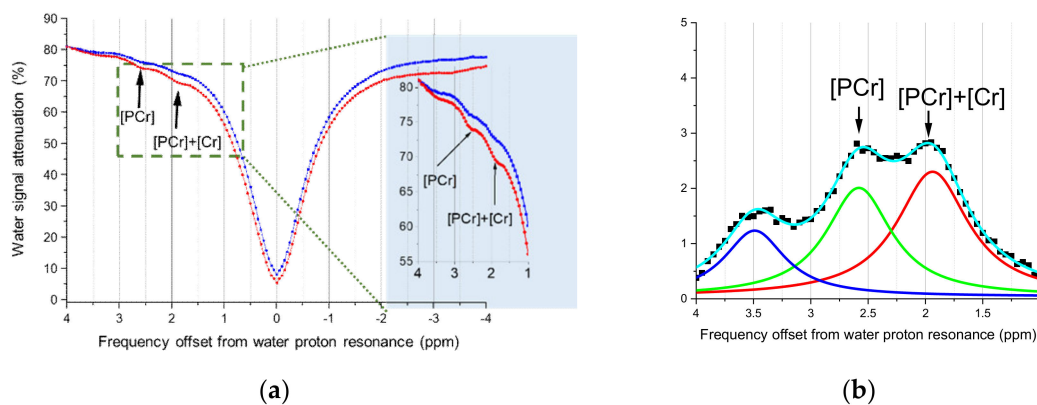 90
80
70
60
50
40
30
20
10
0
Water signal attenuation (%)
[PCr]
[PCr]+[Cr]
4 3 2 1 0 -1 -2 -3 -4
Frequency offset from water proton resonance (ppm)
80
75
70
65
60
55
[PCr]
[PCr]+[Cr]
4 3 2 1
(a)
5
4
3
2
1
0
[PCr]
[PCr]+[Cr]
4 3.5 3 2.5 2 1.5
Frequency offset from water proton resonance (ppm)
(b)